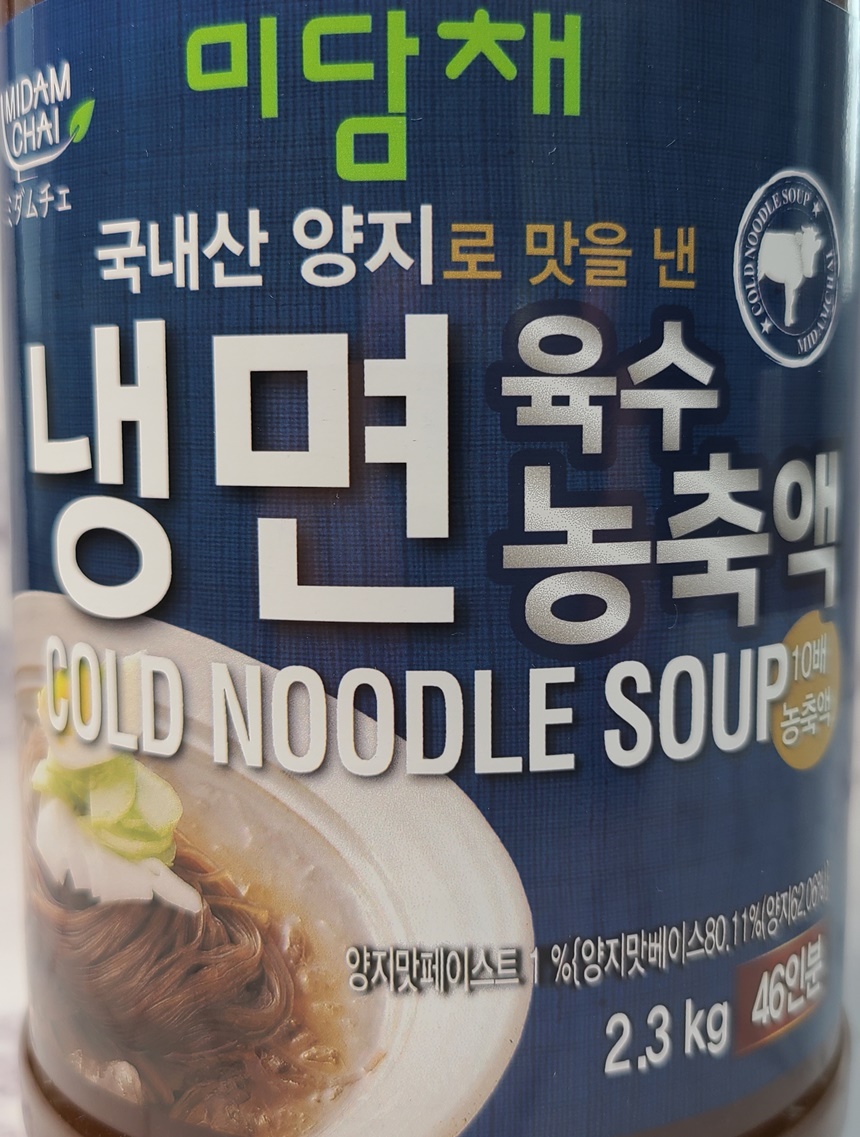 미담채
MIDAM
CHAI
ミダムチェ
국내산 양지로 맛을 낸
COLD NOODLE SOUP
MIDAMCHAI
냉면 육수
농축액
COLD NOODLE SOUP
10배
농축액
양지맛페이스트 1 %{양지맛베이스80.11%(양지62.06%)}
2.3 kg 46인분